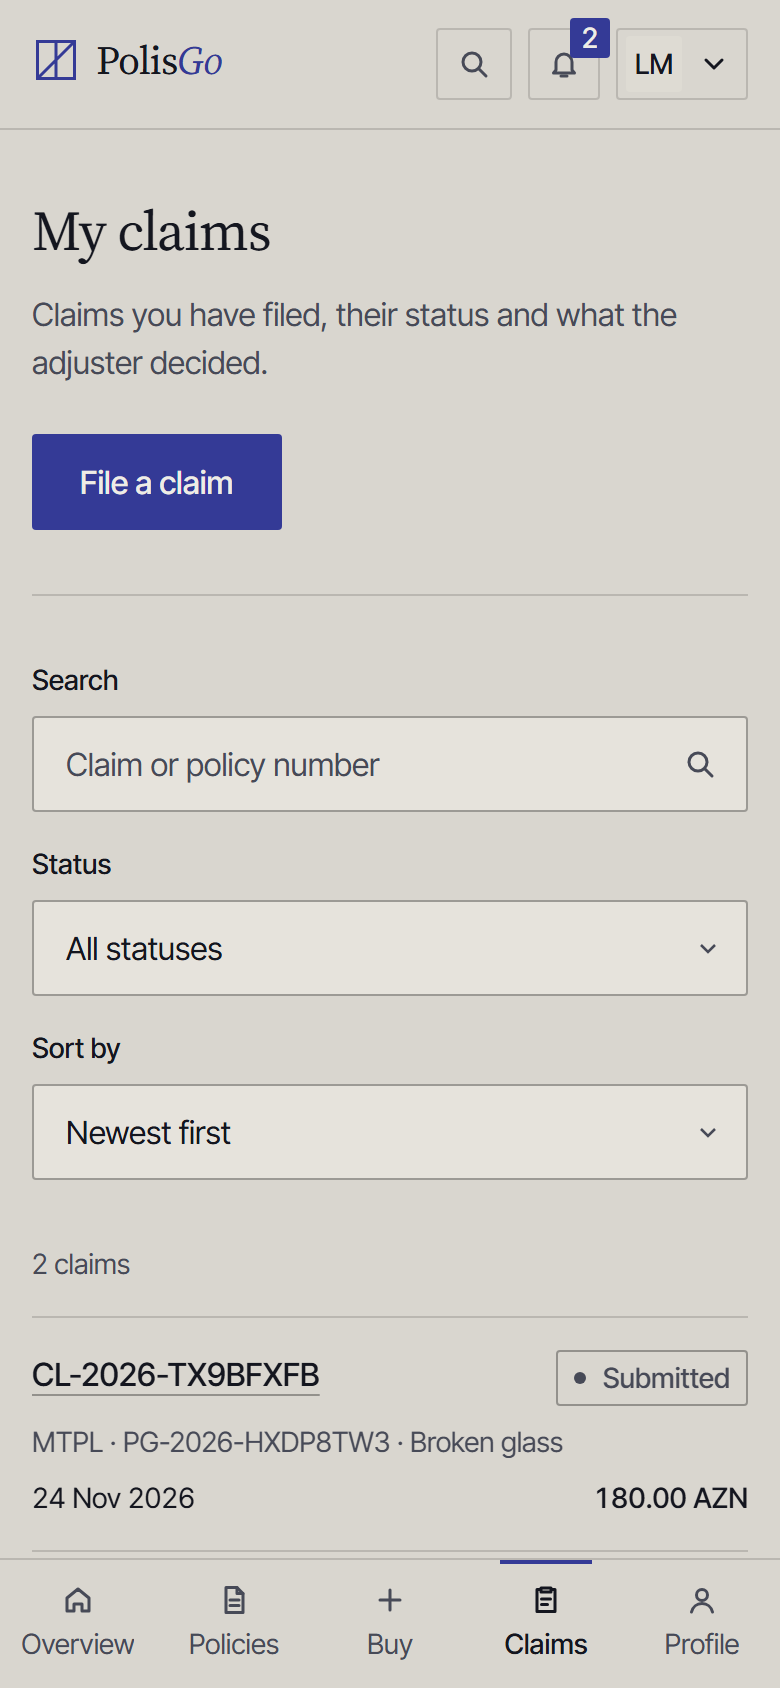 PolisGo
2
LM
My claims
Claims you have filed, their status and what the
adjuster decided.
File a claim
Search
Claim or policy number
Status
All statuses
Sort by
Newest first
2 claims
CL-2026-TX9BFXFB
Submitted
MTPL · PG-2026-HXDP8TW3 · Broken glass
24 Nov 2026
180.00 AZN
Overview
Policies
Buy
Claims
Profile